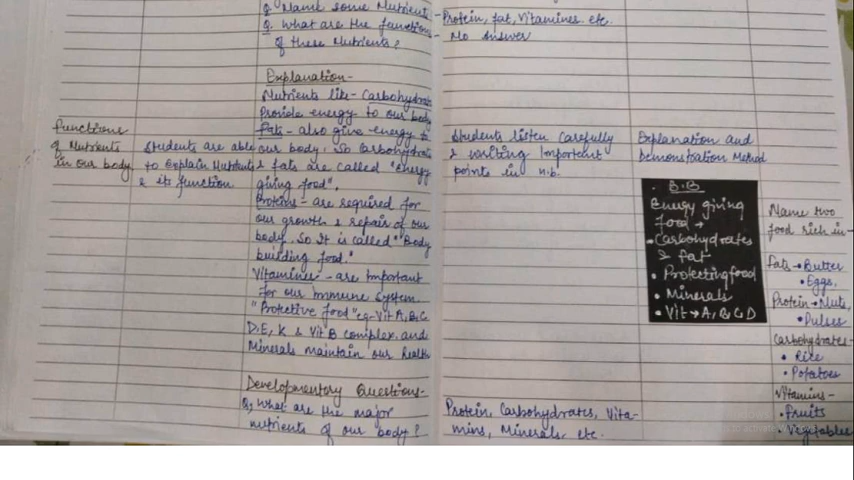 Q. Name some Nutrients -
Q. What are the functions -
of these Nutrients?
Explanation -
Nutrients like - Carbohydrate
Provide energy to our body
Fats - also give energy to
our body. So Carbohydrate
& fats are called "energy
giving food".
Proteins - are required for
our growth & repair of our
body. So it is called "Body
building food."
Vitamines - are Important
for our immune system.
"Protective food" eg - Vit A, B, C
D, E, K & Vit B complex, and
Minerals maintain our health
Developmentory Questions -
Q, What are the major
nutrients of our body?
functions
of Nutrients
in our body
Students are able
to Explain Nutrients
& its function
Protein, fat, Vitamines etc.
No Answer
Students listen carefully
& writing Important
points in n.b.
Protein, Carbohydrates, Vita-
mins, Minerals etc.
Explanation and
Demonstration Method
B.B
Energy giving
food →
• Carbohydrates
& fat
• Protecting food
• Minerals
• Vit → A, B, C, D
Name two
food rich in -
fats → • Butter
• Eggs,
Protein → Nuts,
• Pulses
Carbohydrates -
• Rice
• Potatoes
Vitamins -
• Fruits
• Vegetables